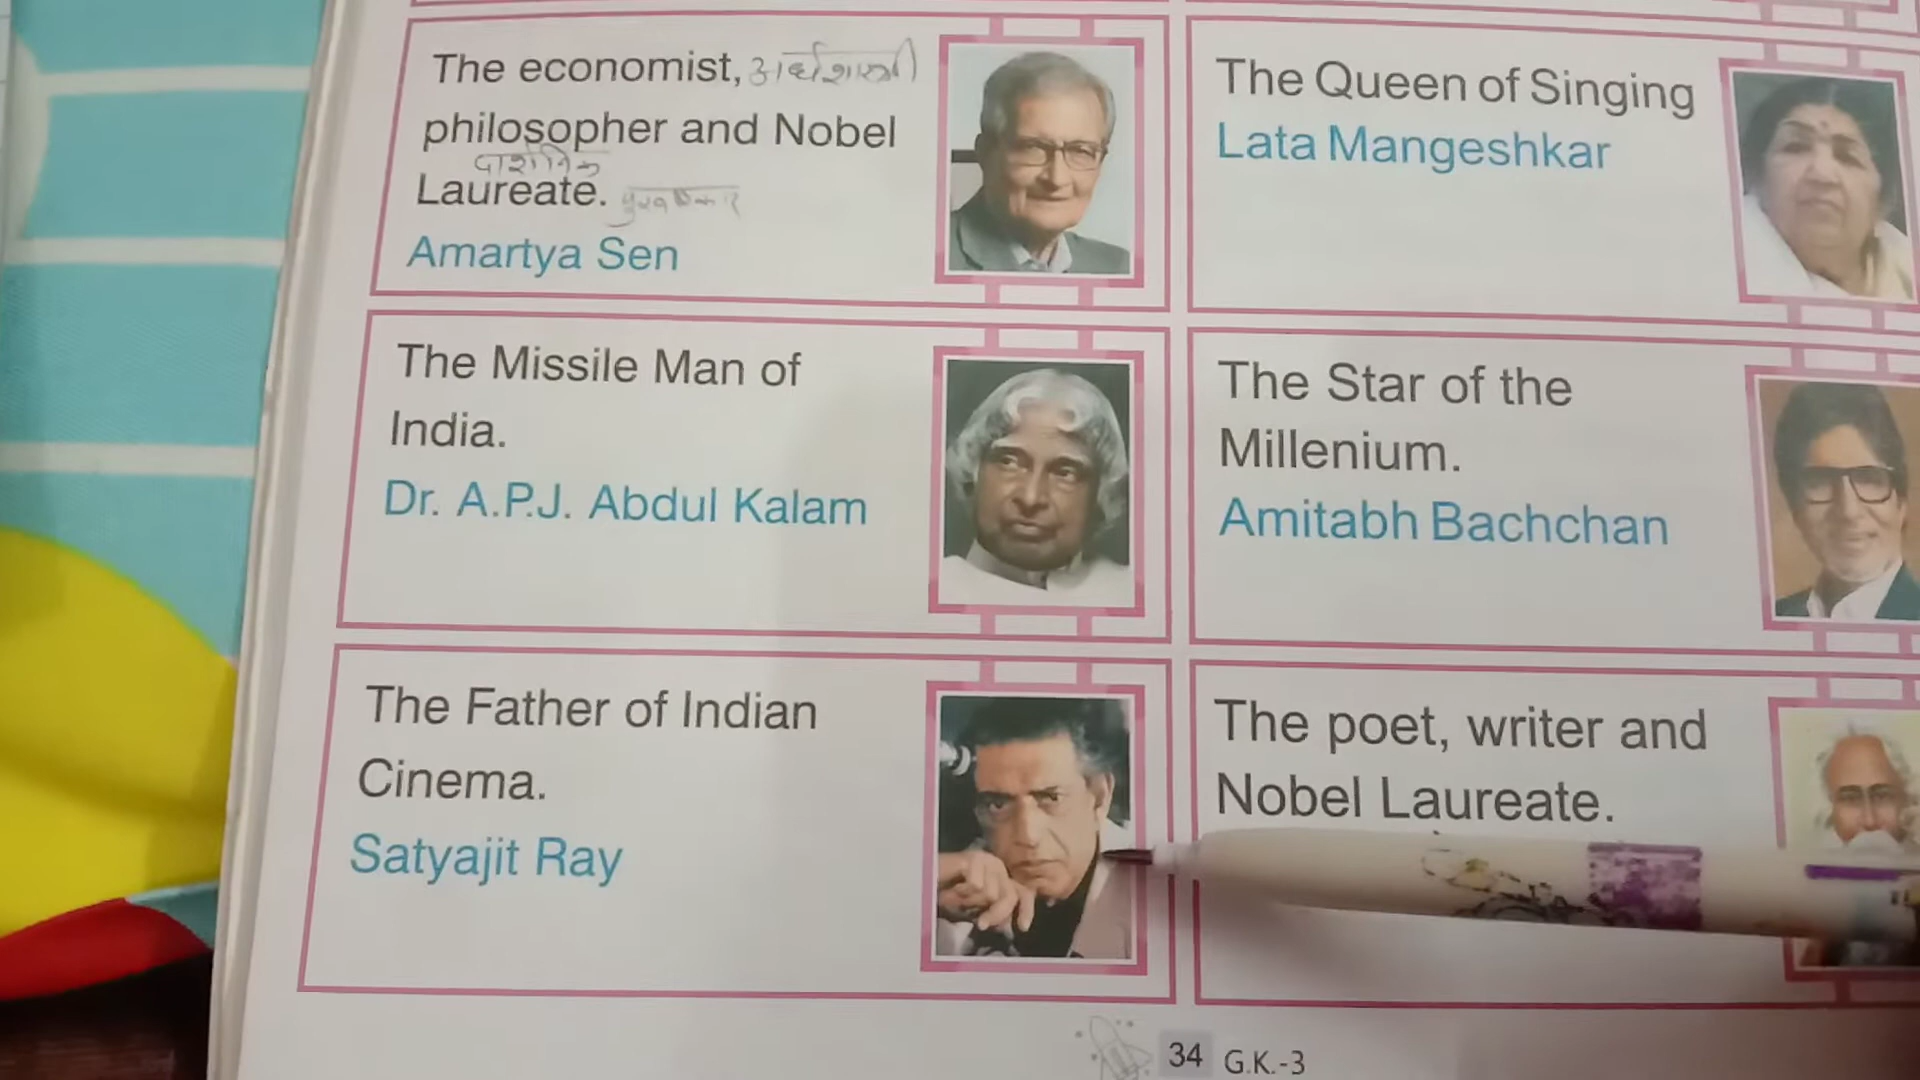 The economist, अर्थशास्त्री
philosopher and Nobel
दार्शनिक
Laureate.
Amartya Sen
The Queen of Singing
Lata Mangeshkar
The Missile Man of
India.
Dr. A.P.J. Abdul Kalam
The Star of the
Millenium.
Amitabh Bachchan
The Father of Indian
Cinema.
Satyajit Ray
The poet, writer and
Nobel Laureate.
34 G.K.-3